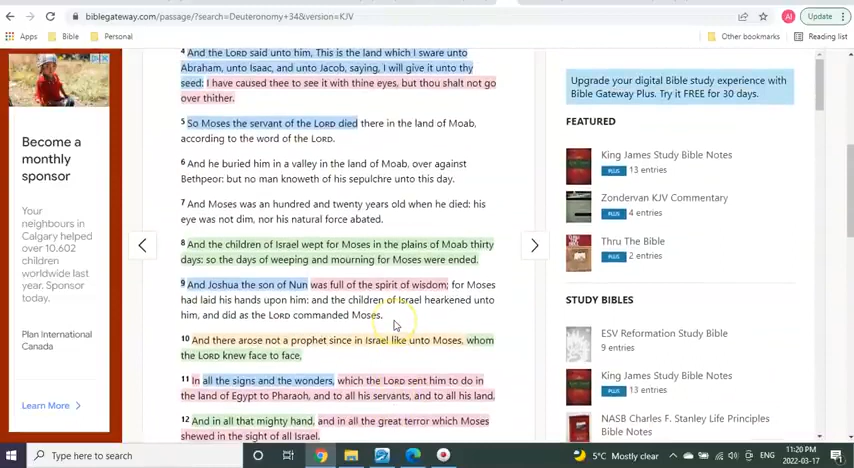 biblegateway.com/passage/?search=Deuteronomy+34&version=KJV
AI
Update
Apps
Bible
Personal
Other bookmarks
Reading list
Become a
monthly
sponsor
Your
neighbours in
Calgary helped
over 10,602
children
worldwide last
year. Sponsor
today.
Plan International
Canada
Learn More
4 And the LORD said unto him, This is the land which I sware unto
Abraham, unto Isaac, and unto Jacob, saying, I will give it unto thy
seed: I have caused thee to see it with thine eyes, but thou shalt not go
over thither.
5 So Moses the servant of the LORD died there in the land of Moab,
according to the word of the LORD.
6 And he buried him in a valley in the land of Moab, over against
Bethpeor: but no man knoweth of his sepulchre unto this day.
7 And Moses was an hundred and twenty years old when he died: his
eye was not dim, nor his natural force abated.
8 And the children of Israel wept for Moses in the plains of Moab thirty
days: so the days of weeping and mourning for Moses were ended.
9 And Joshua the son of Nun was full of the spirit of wisdom; for Moses
had laid his hands upon him: and the children of Israel hearkened unto
him, and did as the LORD commanded Moses.
10 And there arose not a prophet since in Israel like unto Moses, whom
the LORD knew face to face,
11 In all the signs and the wonders, which the LORD sent him to do in
the land of Egypt to Pharaoh, and to all his servants, and to all his land,
12 And in all that mighty hand, and in all the great terror which Moses
shewed in the sight of all Israel.
Upgrade your digital Bible study experience with
Bible Gateway Plus. Try it FREE for 30 days.
FEATURED
King James Study Bible Notes
PLUS 13 entries
Zondervan KJV Commentary
PLUS 4 entries
Thru The Bible
PLUS 2 entries
STUDY BIBLES
ESV Reformation Study Bible
9 entries
King James Study Bible Notes
PLUS 13 entries
NASB Charles F. Stanley Life Principles
Bible Notes
Type here to search
5°C Mostly clear
ENG
11:20 PM
2022-03-17